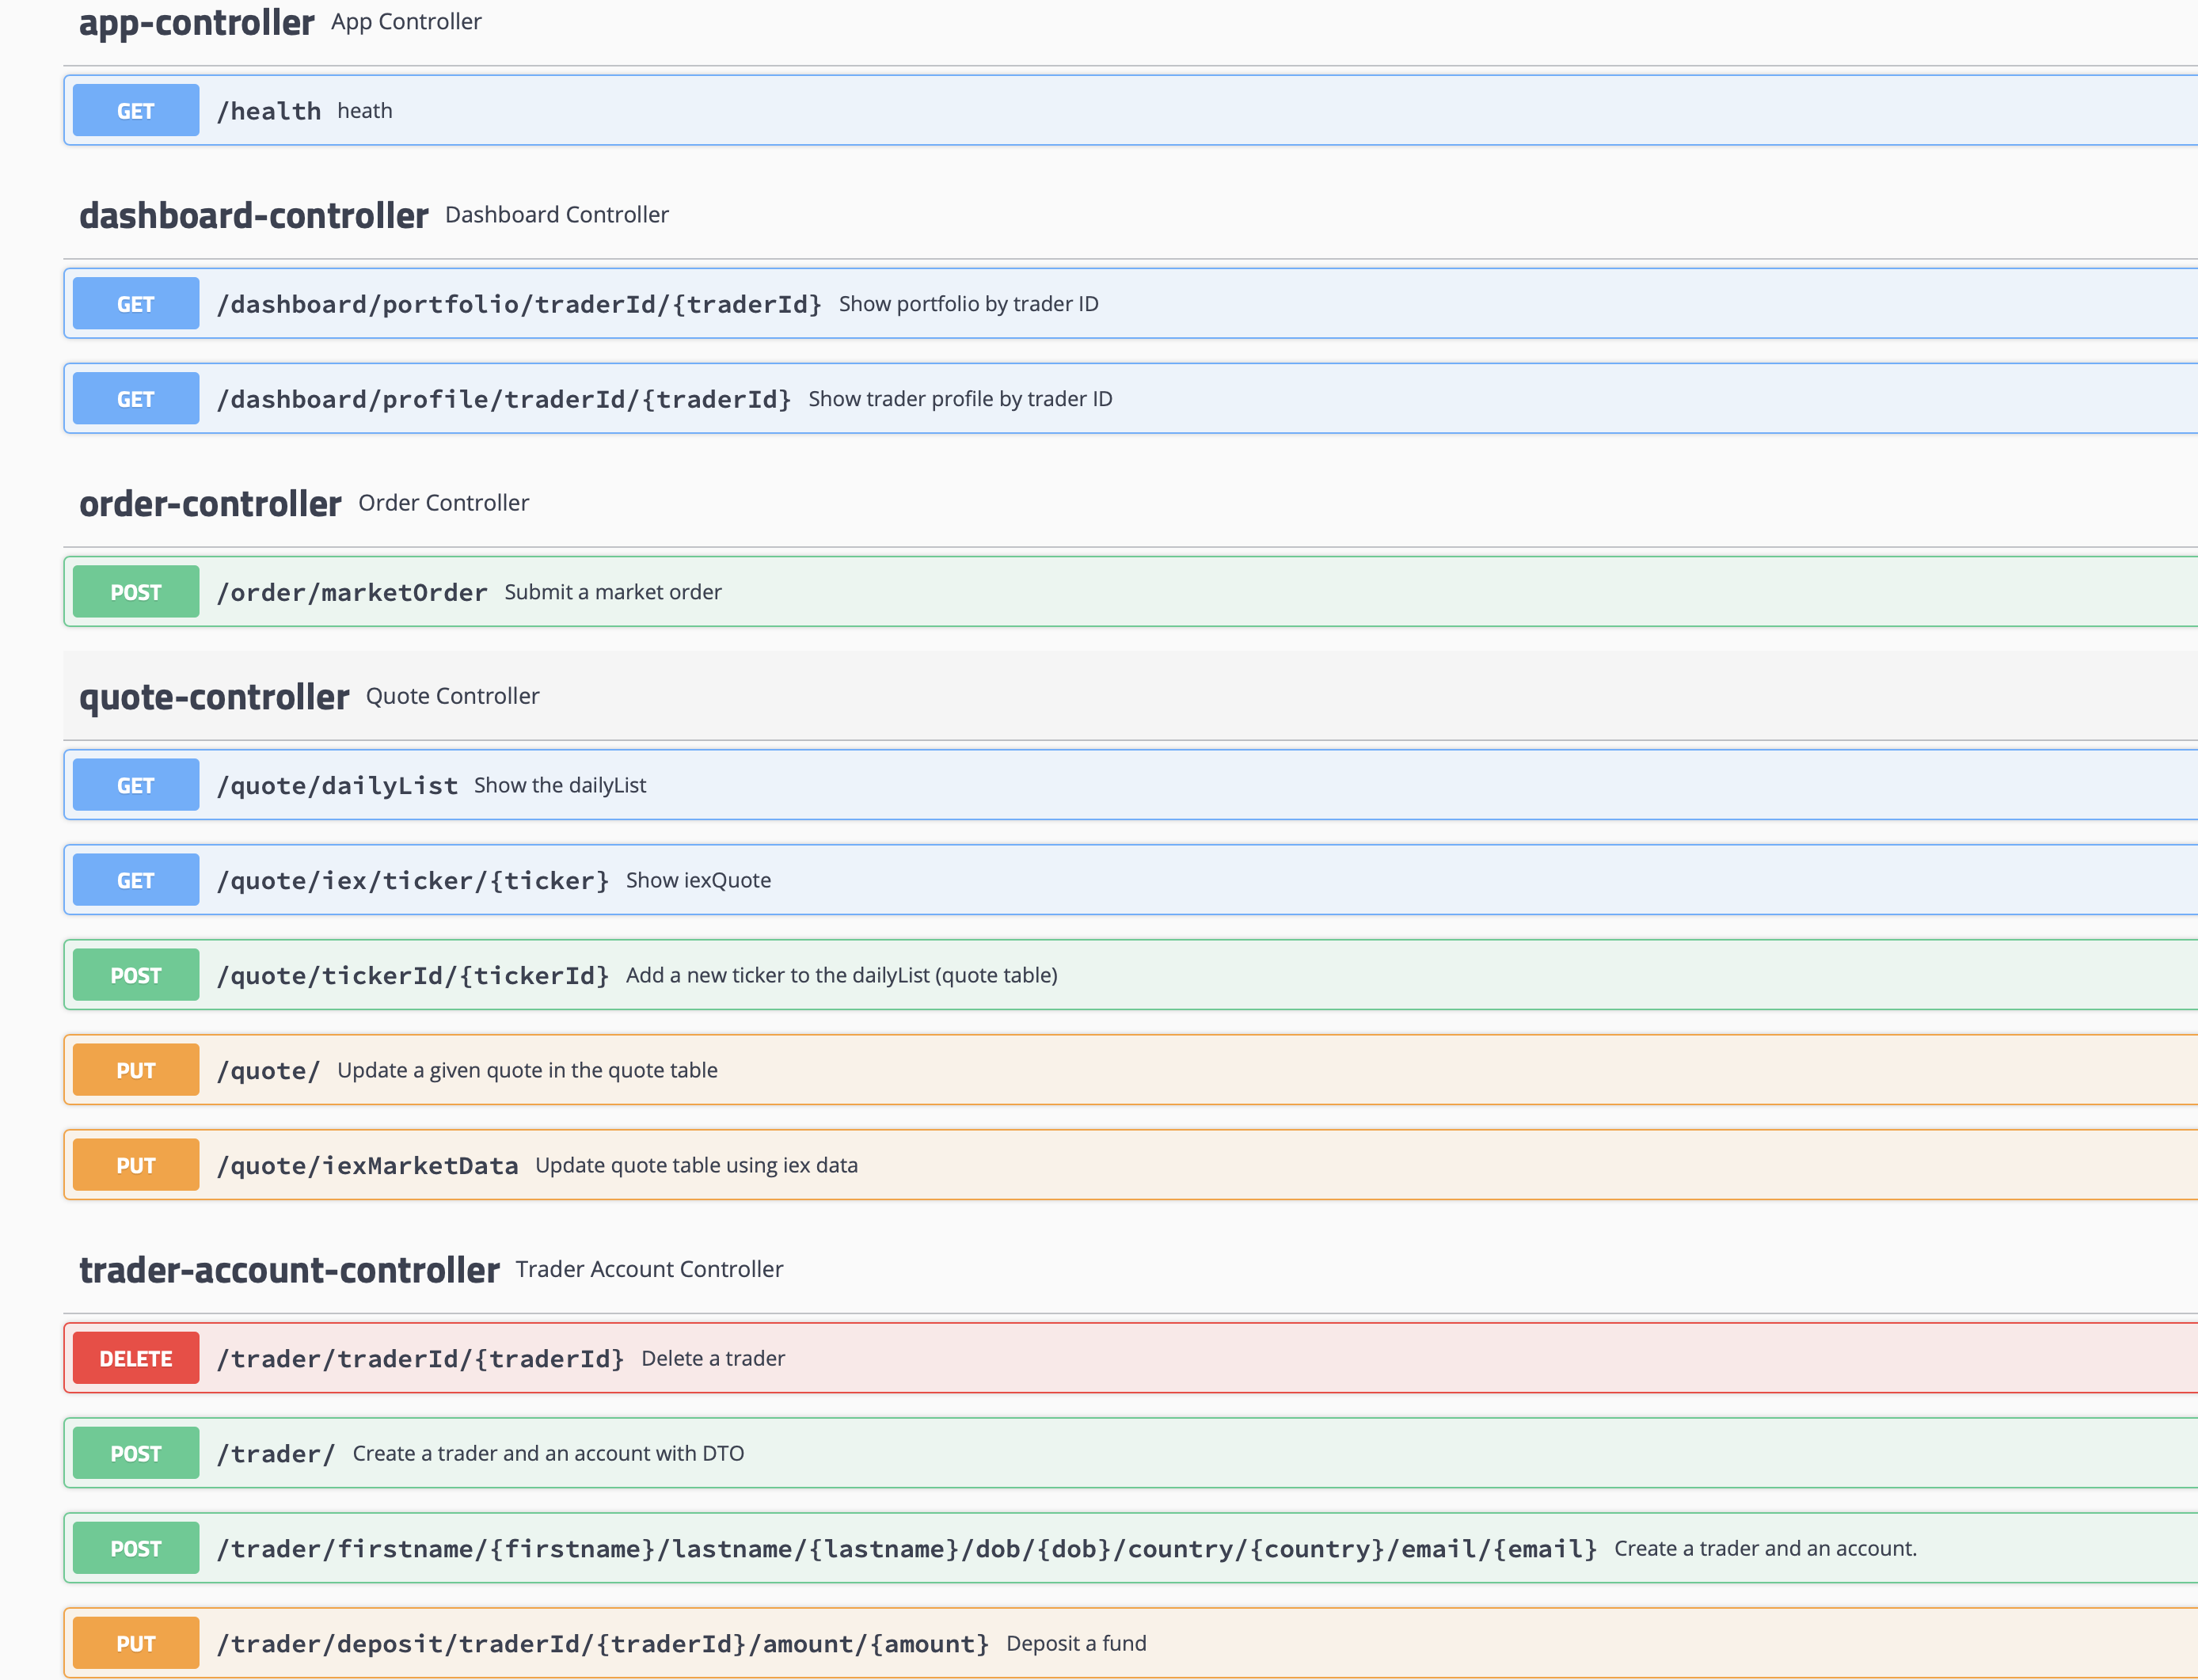 app-controller App Controller
GET /health heath
dashboard-controller Dashboard Controller
GET /dashboard/portfolio/traderId/{traderId} Show portfolio by trader ID
GET /dashboard/profile/traderId/{traderId} Show trader profile by trader ID
order-controller Order Controller
POST /order/marketOrder Submit a market order
quote-controller Quote Controller
GET /quote/dailyList Show the dailyList
GET /quote/iex/ticker/{ticker} Show iexQuote
POST /quote/tickerId/{tickerId} Add a new ticker to the dailyList (quote table)
PUT /quote/ Update a given quote in the quote table
PUT /quote/iexMarketData Update quote table using iex data
trader-account-controller Trader Account Controller
DELETE /trader/traderId/{traderId} Delete a trader
POST /trader/ Create a trader and an account with DTO
POST /trader/firstname/{firstname}/lastname/{lastname}/dob/{dob}/country/{country}/email/{email} Create a trader and an account.
PUT /trader/deposit/traderId/{traderId}/amount/{amount} Deposit a fund